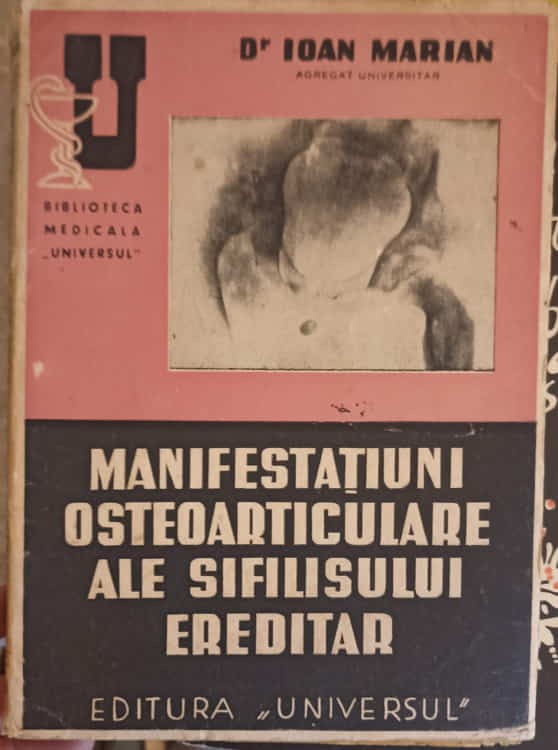 Dr IOAN MARIAN
AGREGAT UNIVERSITAR
U
BIBLIOTECA
MEDICALA
„UNIVERSUL"
MANIFESTAȚIUNI
OSTEOARTICULARE
ALE SIFILISULUI
EREDITAR
EDITURA „UNIVERSUL"